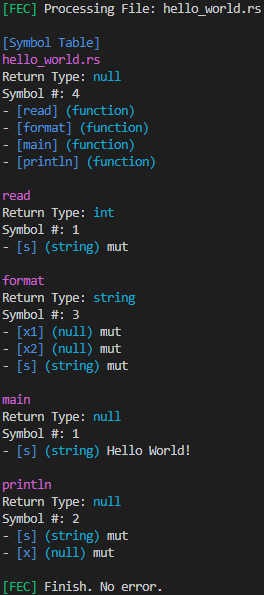 [FEC] Processing File: hello_world.rs
[Symbol Table]
hello_world.rs
Return Type: null
Symbol #: 4
- [read] (function)
- [format] (function)
- [main] (function)
- [println] (function)
read
Return Type: int
Symbol #: 1
- [s] (string) mut
format
Return Type: string
Symbol #: 3
- [x1] (null) mut
- [x2] (null) mut
- [s] (string) mut
main
Return Type: null
Symbol #: 1
- [s] (string) Hello World!
println
Return Type: null
Symbol #: 2
- [s] (string) mut
- [x] (null) mut
[FEC] Finish. No error.